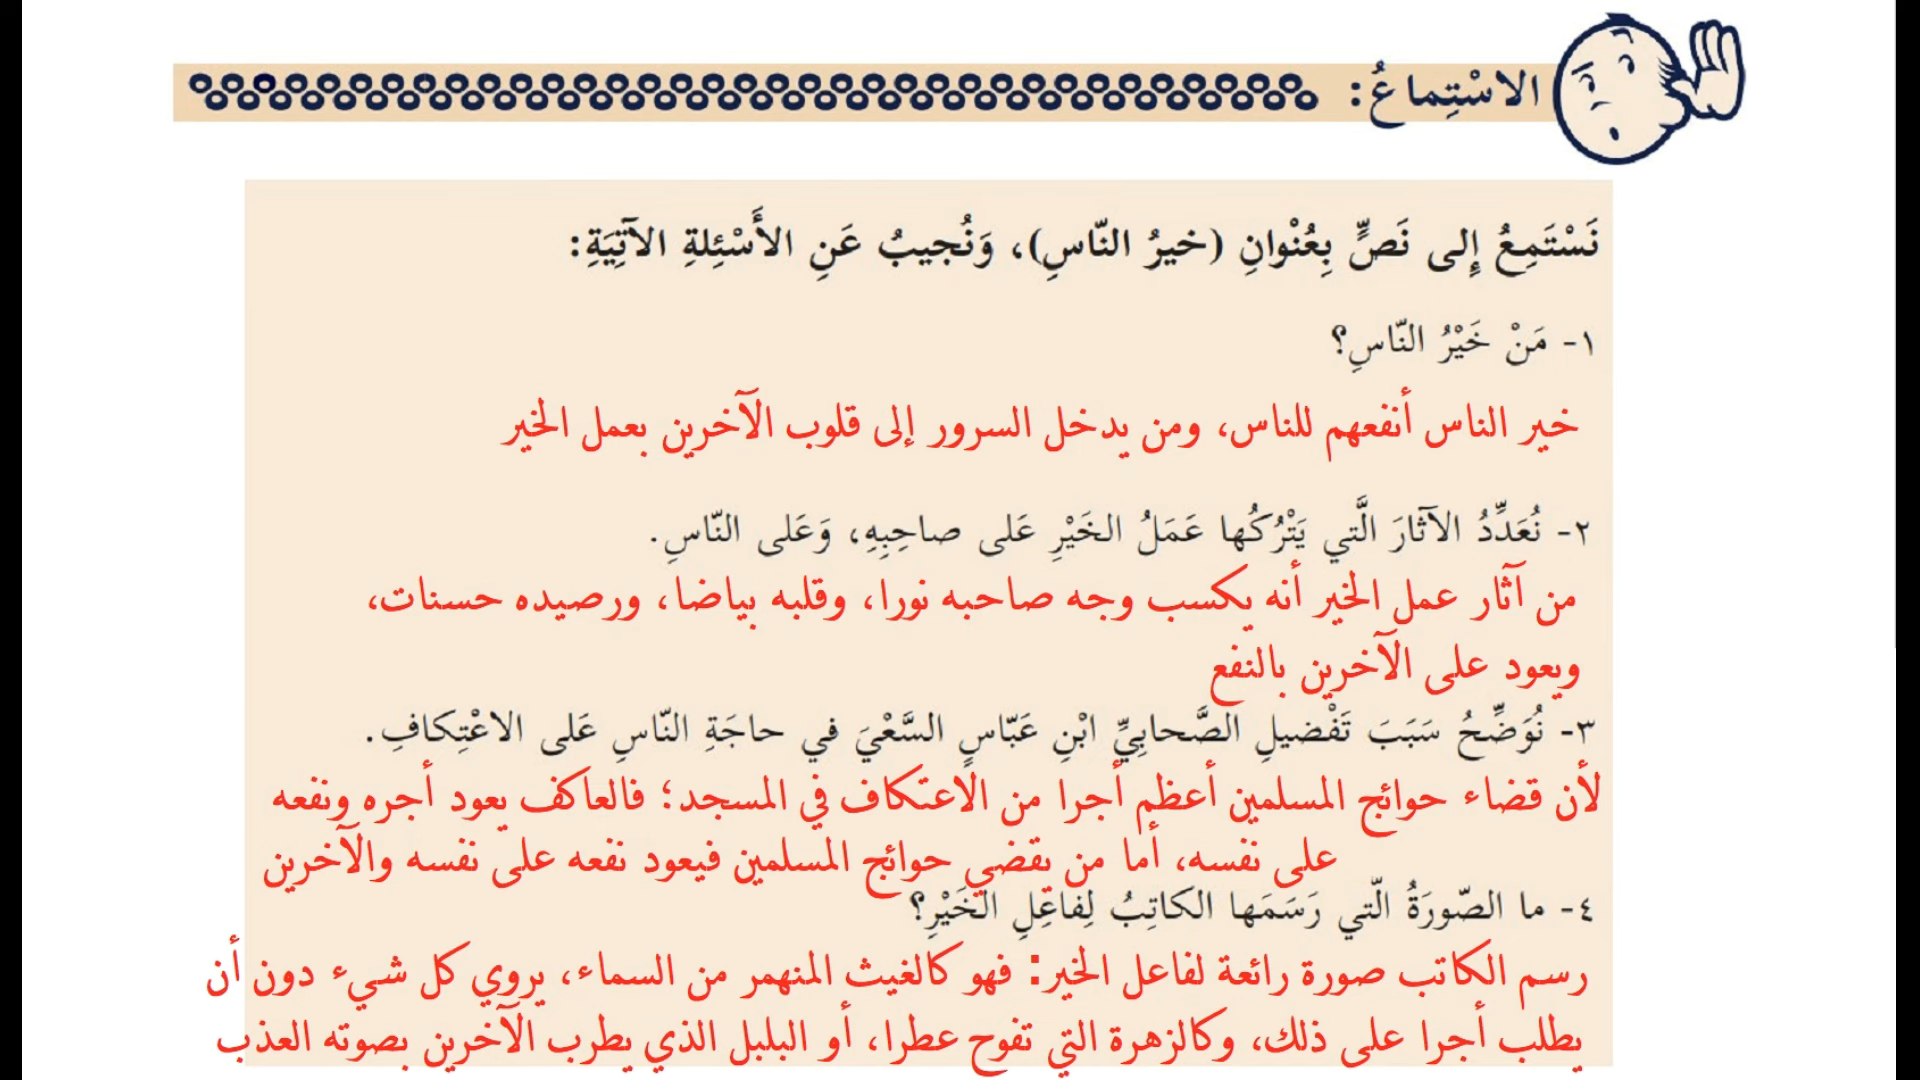 الاسْتِماعُ:
نَسْتَمِعُ إِلى نَصٍّ بِعُنْوانِ (خيرُ النّاسِ)، وَنُجيبُ عَنِ الأَسْئِلةِ الآتِيَةِ:
١- مَنْ خَيْرُ النّاسِ؟
خير الناس أنفعهم للناس، ومن يدخل السرور إلى قلوب الآخرين بعمل الخير
٢- نُعَدِّدُ الآثارَ الَّتي يَتْرُكُها عَمَلُ الخَيْرِ عَلى صاحِبِهِ، وَعَلى النّاسِ.
من آثار عمل الخير أنه يكسب وجه صاحبه نورا، وقلبه بياضا، ورصيده حسنات،
ويعود على الآخرين بالنفع
٣- نُوَضِّحُ سَبَبَ تَفْضيلِ الصَّحابِيِّ ابْنِ عَبّاسٍ السَّعْيَ في حاجَةِ النّاسِ عَلى الاعْتِكافِ.
لأن قضاء حوائج المسلمين أعظم أجرا من الاعتكاف في المسجد؛ فالعاكف يعود أجره ونفعه
على نفسه، أما من يقضي حوائج المسلمين فيعود نفعه على نفسه والآخرين
٤- ما الصّورَةُ الّتي رَسَمَها الكاتِبُ لِفاعِلِ الخَيْرِ؟
رسم الكاتب صورة رائعة لفاعل الخير: فهو كالغيث المنهمر من السماء، يروي كل شيء دون أن
يطلب أجرا على ذلك، وكالزهرة التي تفوح عطرا، أو البلبل الذي يطرب الآخرين بصوته العذب